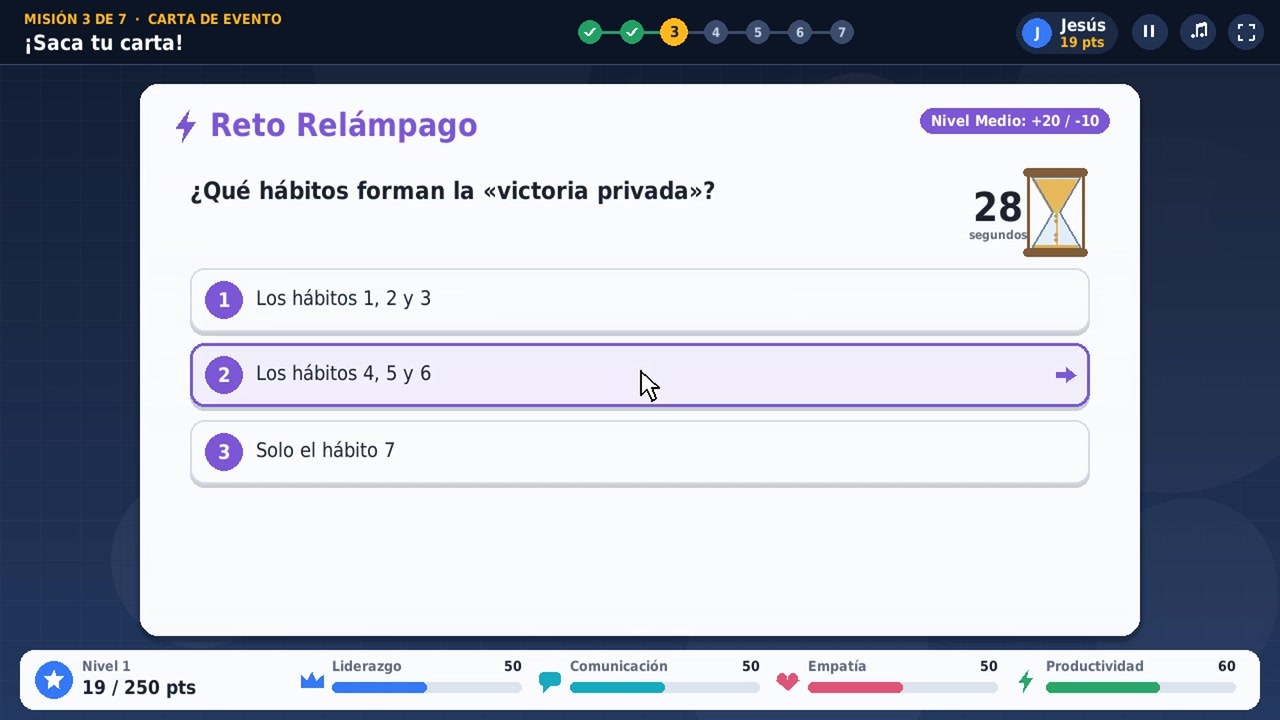 MISIÓN 3 DE 7 · CARTA DE EVENTO
¡Saca tu carta!
3 4 5 6 7
J
Jesús
19 pts
Reto Relámpago
Nivel Medio: +20 / -10
¿Qué hábitos forman la «victoria privada»?
28
segundos
1 Los hábitos 1, 2 y 3
2 Los hábitos 4, 5 y 6
3 Solo el hábito 7
Nivel 1
19 / 250 pts
Liderazgo 50
Comunicación 50
Empatía 50
Productividad 60